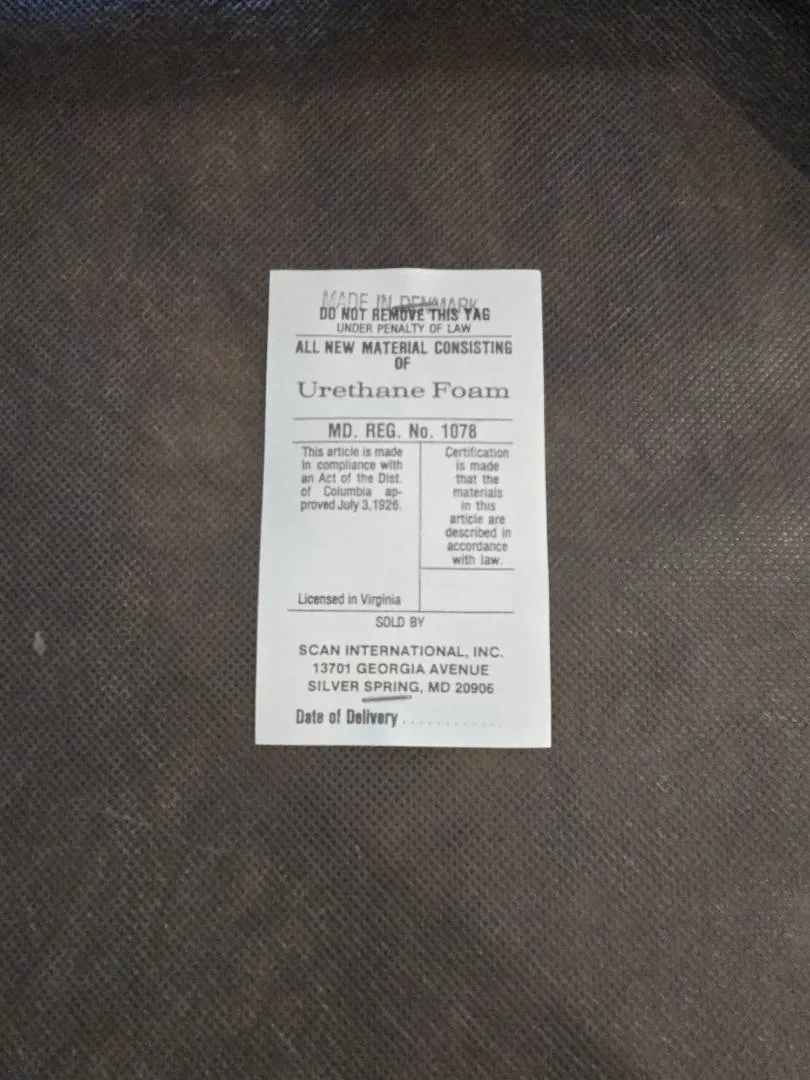 MADE IN DENMARK
DO NOT REMOVE THIS TAG
UNDER PENALTY OF LAW
ALL NEW MATERIAL CONSISTING
OF
Urethane Foam
MD. REG. No. 1078
This article is made
In compliance with
an Act of the Dist.
of Columbia ap-
proved July 3, 1926.
Licensed in Virginia
Certification
is made
that the
materials
in this
article are
described in
accordance
with law.
SOLD BY
SCAN INTERNATIONAL, INC.
13701 GEORGIA AVENUE
SILVER SPRING, MD 20906
Date of Delivery . . . . . . . . . . . .